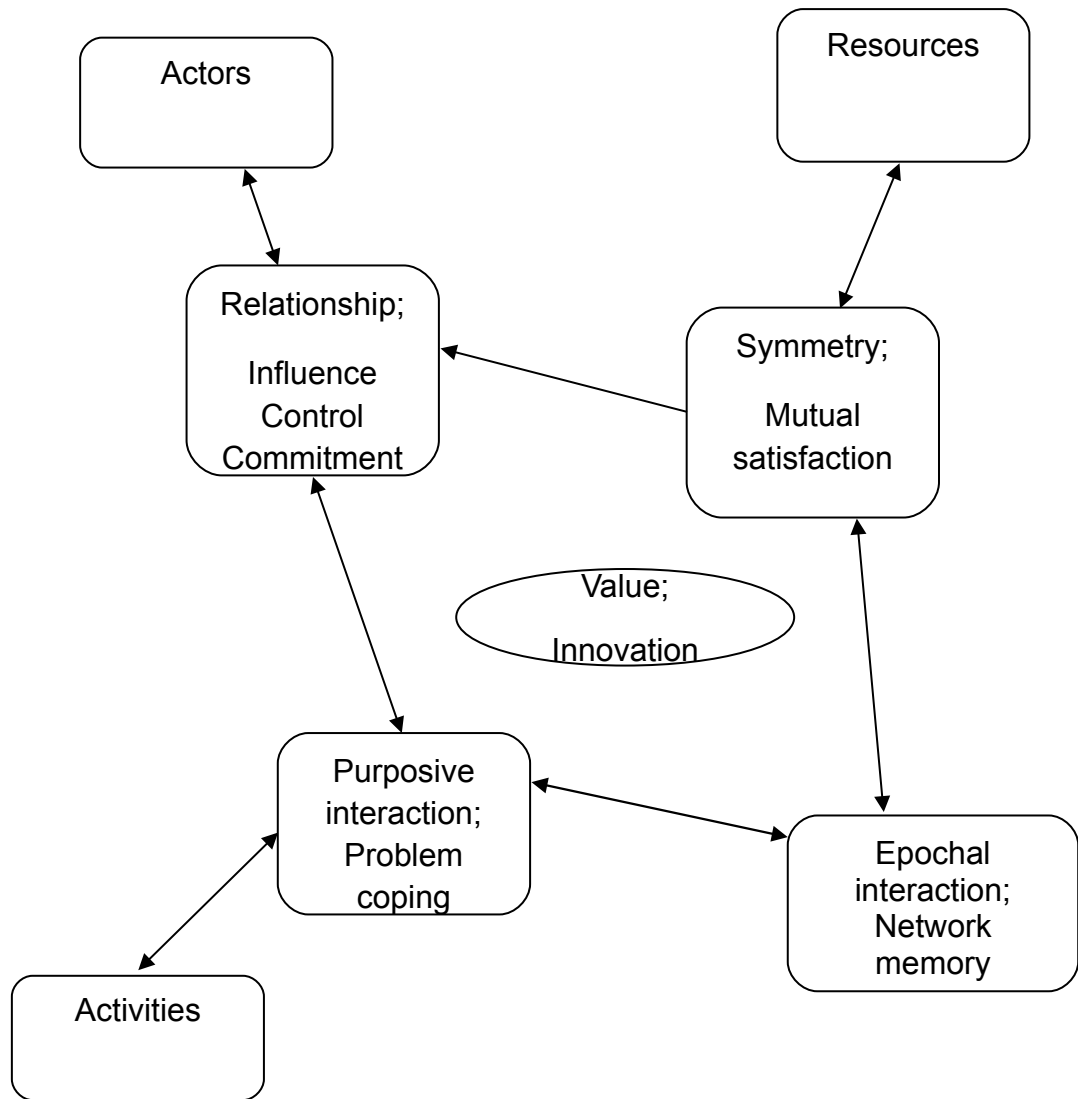 Actors
Resources
Relationship;
Influence
Control
Commitment
Symmetry;
Mutual
satisfaction
Value;
Innovation
Purposive
interaction;
Problem
coping
Epochal
interaction;
Network
memory
Activities